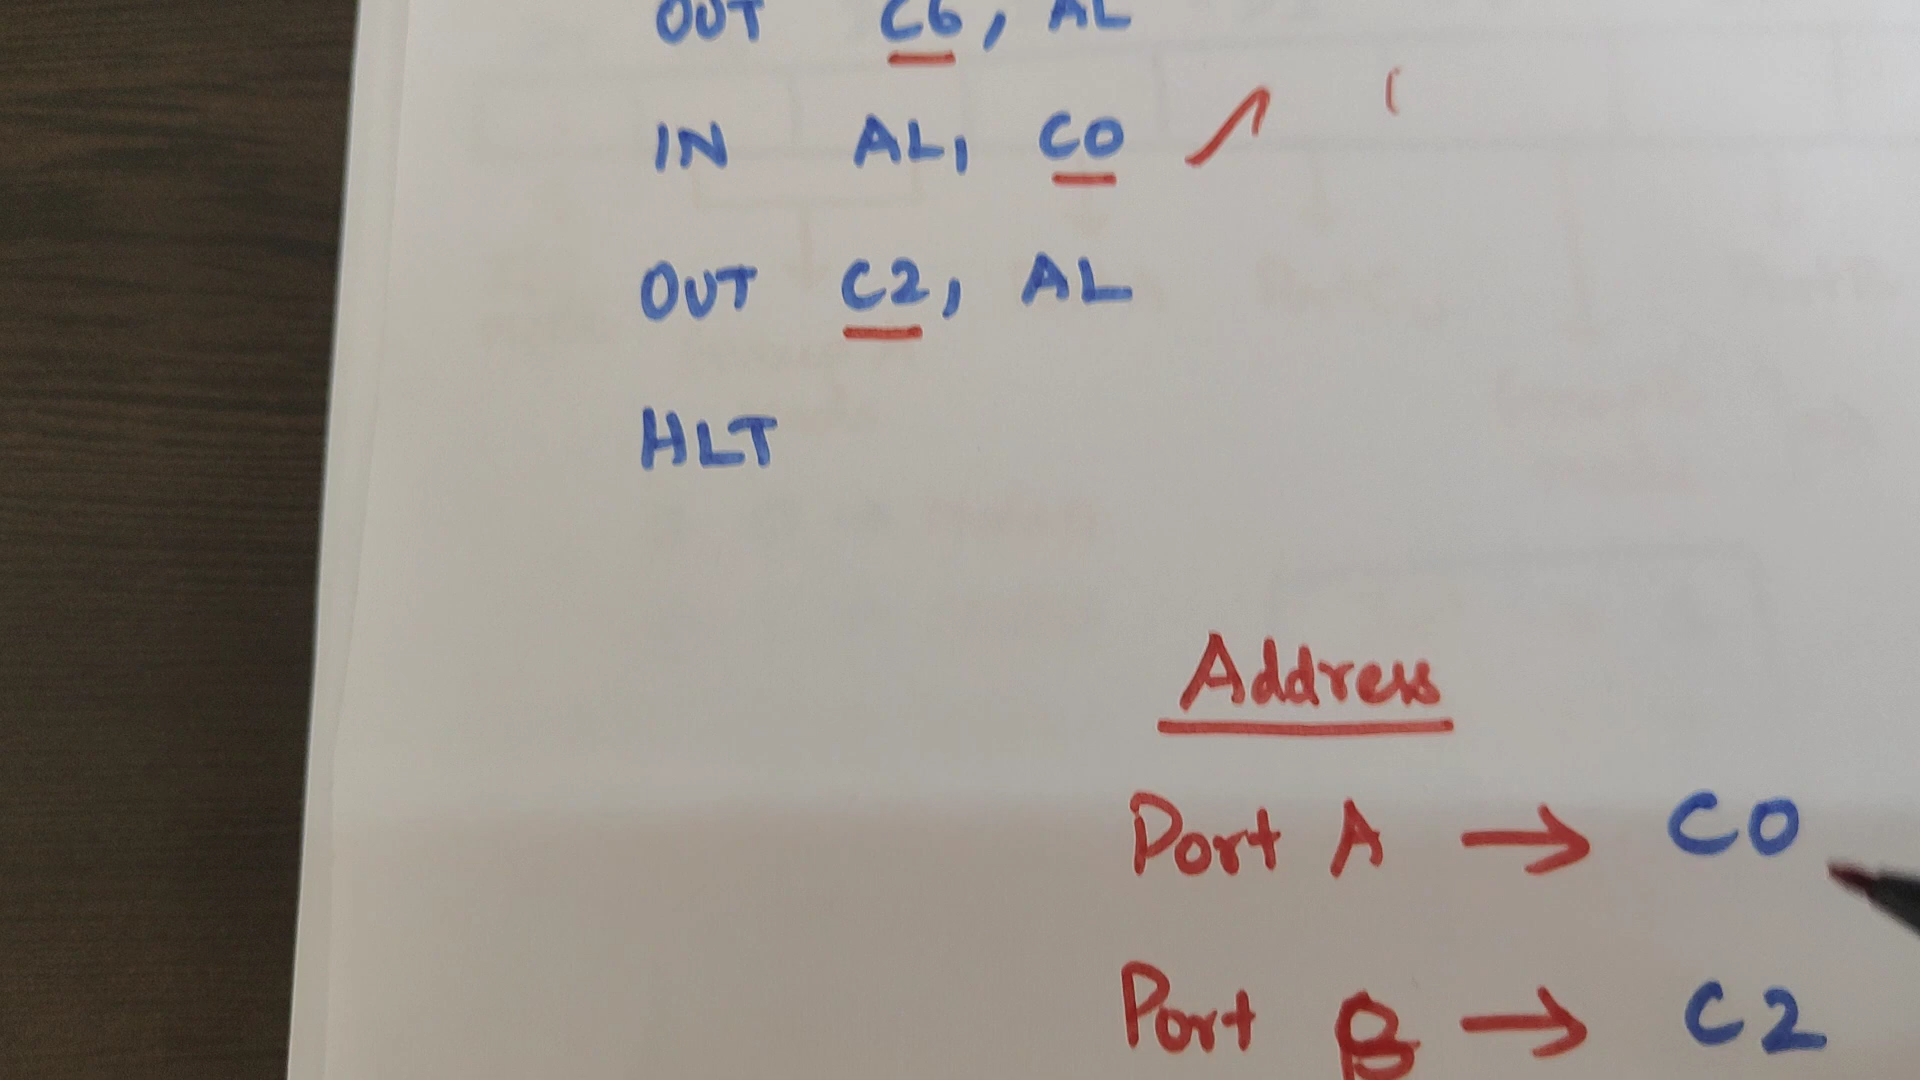 OUT C6, AL
IN AL, C0
OUT C2, AL
HLT
Address
Port A → C0
Port B → C2